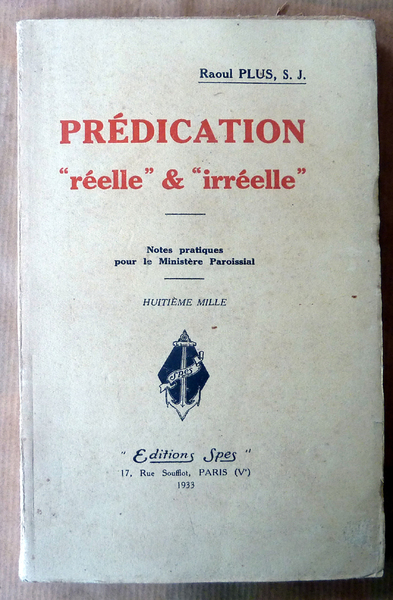 Raoul PLUS, S. J.
PRÉDICATION
“réelle” & “irréelle”
Notes pratiques
pour le Ministère Paroissial
HUITIÈME MILLE
Spes
" Editions Spes "
17, Rue Soufflot, PARIS (Vᵉ)
1933